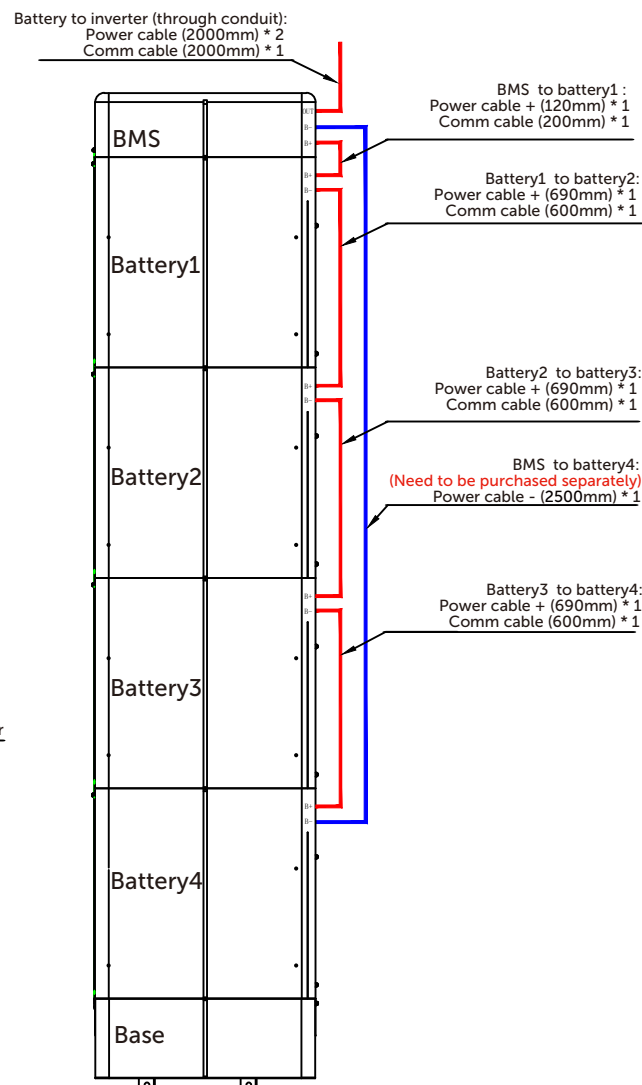 Battery to inverter (through conduit):
Power cable (2000mm) * 2
Comm cable (2000mm) * 1
BMS to battery1 :
Power cable + (120mm) * 1
Comm cable (200mm) * 1
OUT
B-
BMS
B+
B+
Battery1 to battery2:
B-
Power cable + (690mm) * 1
Comm cable (600mm) * 1
Battery1
Battery2 to battery3:
B+
Power cable + (690mm) * 1
B-
Comm cable (600mm) * 1
BMS to battery4:
Battery2
(Need to be purchased separately)
Power cable - (2500mm) * 1
Battery3 to battery4:
B+
Power cable + (690mm) * 1
B-
Comm cable (600mm) * 1
Battery3
r
B+
B-
Battery4
Base